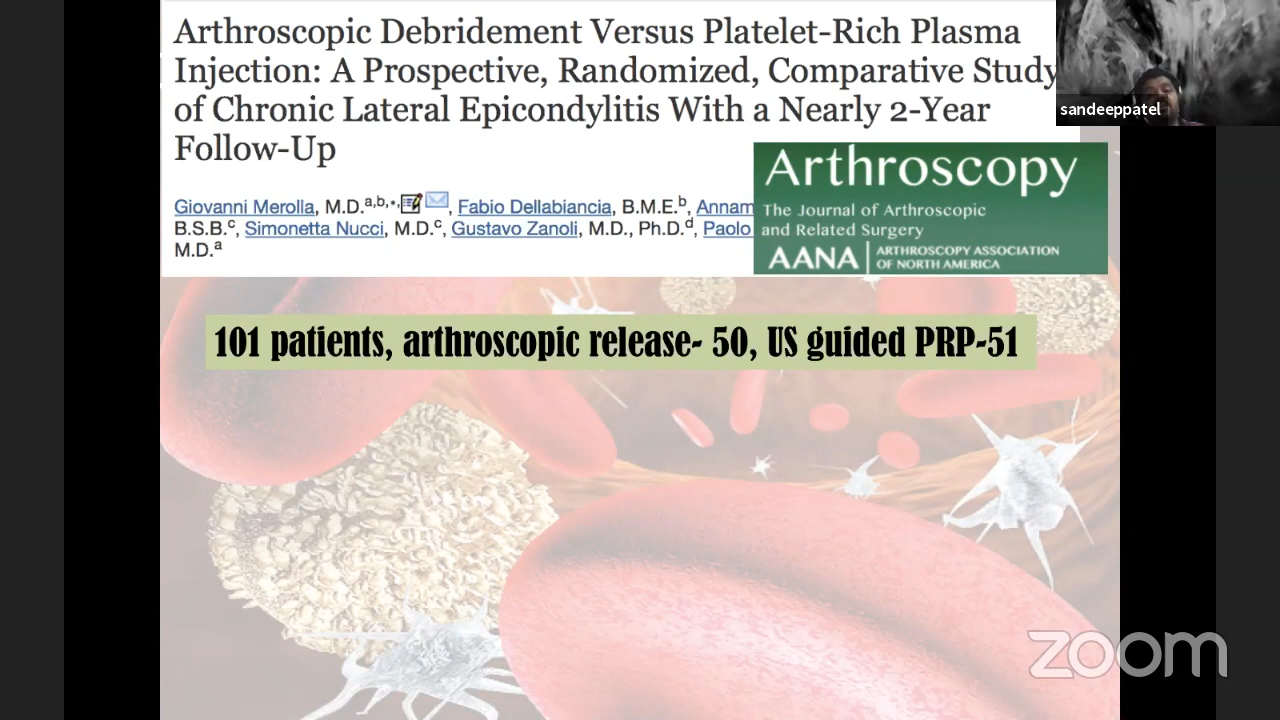 Arthroscopic Debridement Versus Platelet-Rich Plasma
Injection: A Prospective, Randomized, Comparative Study
of Chronic Lateral Epicondylitis With a Nearly 2-Year
Follow-Up
Giovanni Merolla, M.D.a,b,*, Fabio Dellabiancia, B.M.E.b, Annam
B.S.B.c, Simonetta Nucci, M.D.c, Gustavo Zanoli, M.D., Ph.D.d, Paolo
M.D.a
Arthroscopy
The Journal of Arthroscopic
and Related Surgery
AANA
ARTHROSCOPY ASSOCIATION
OF NORTH AMERICA
sandeeppatel
101 patients, arthroscopic release- 50, US guided PRP-51
zoom